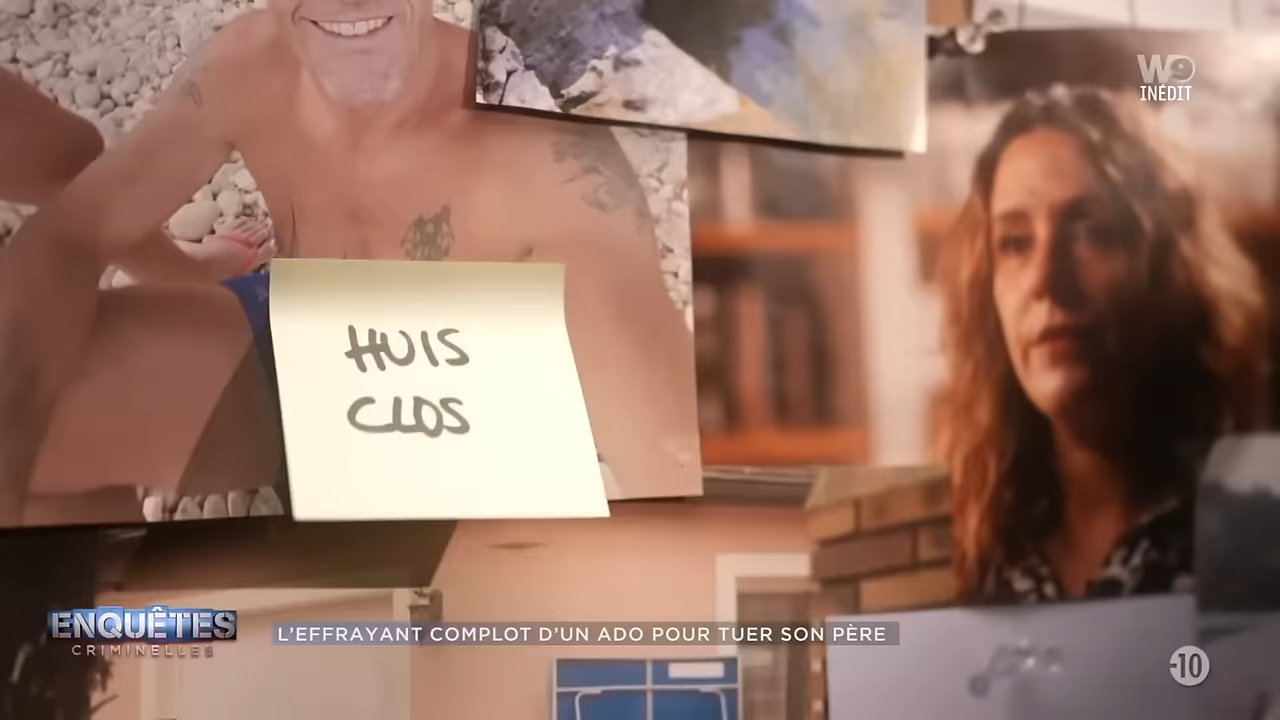 W9
INÉDIT
HUIS
CLOS
ENQUÊTES
CRIMINELLES
L'EFFRAYANT COMPLOT D'UN ADO POUR TUER SON PÈRE
-10